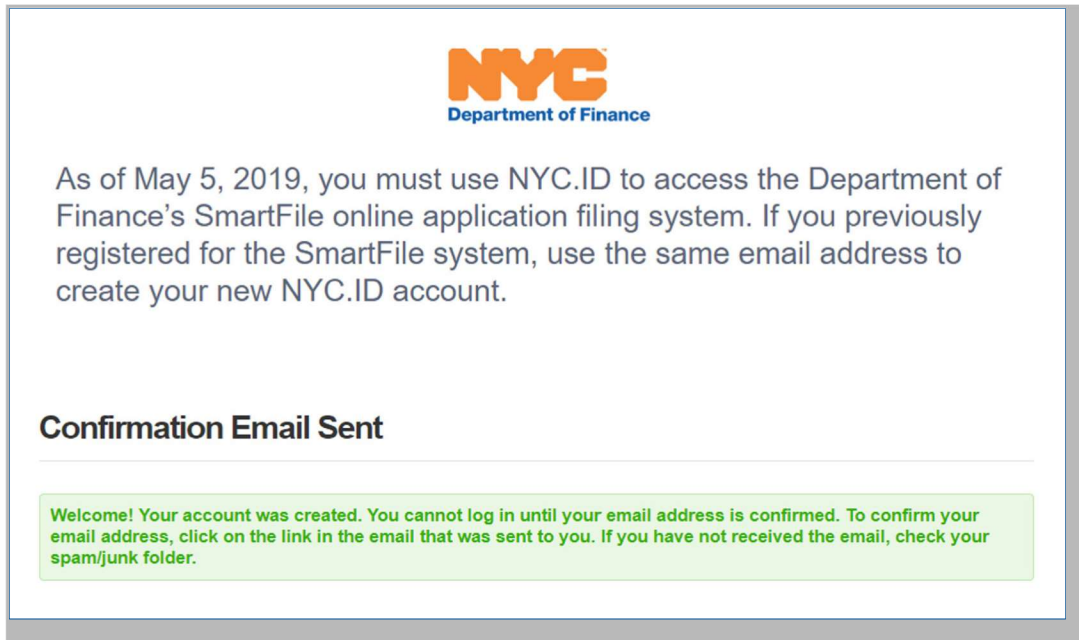 NYC
Department of Finance
As of May 5, 2019, you must use NYC.ID to access the Department of
Finance's SmartFile online application filing system. If you previously
registered for the SmartFile system, use the same email address to
create your new NYC.ID account.
Confirmation Email Sent
Welcome! Your account was created. You cannot log in until your email address is confirmed. To confirm your
email address, click on the link in the email that was sent to you. If you have not received the email, check your
spam/junk folder.